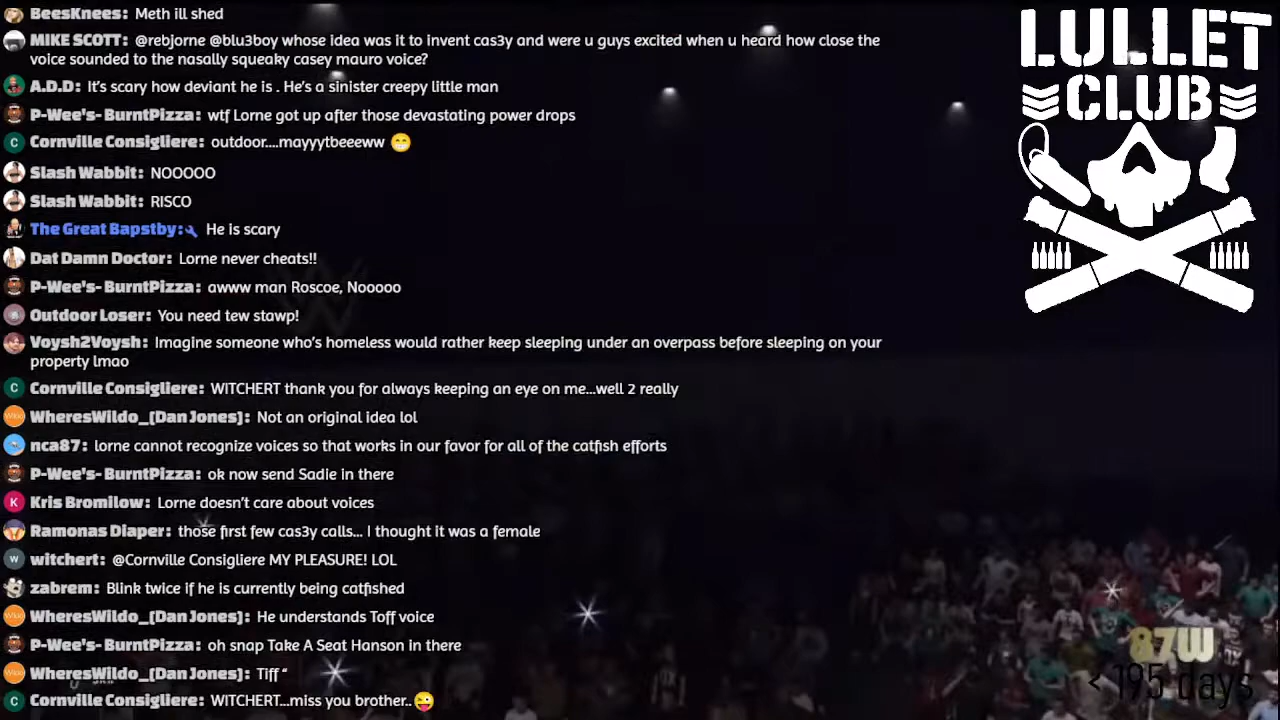 BeesKnees: Meth ill shed
MIKE SCOTT: @rebjorne @blu3boy whose idea was it to invent cas3y and were u guys excited when u heard how close the
voice sounded to the nasally squeaky casey mauro voice?
A.D.D: It's scary how deviant he is . He's a sinister creepy little man
P-Wee's- BurntPizza: wtf Lorne got up after those devastating power drops
C Cornville Consigliere: outdoor....mayyytbeeeww 😁
Slash Wabbit: NOOOOO
Slash Wabbit: RISCO
The Great Bapstby: He is scary
Dat Damn Doctor: Lorne never cheats!!
P-Wee's- BurntPizza: awww man Roscoe, Nooooo
Outdoor Loser: You need tew stawp!
Voysh2Voysh: Imagine someone who's homeless would rather keep sleeping under an overpass before sleeping on your
property lmao
C Cornville Consigliere: WITCHERT thank you for always keeping an eye on me...well 2 really
WheresWildo_(Dan Jones): Not an original idea lol
nca87: lorne cannot recognize voices so that works in our favor for all of the catfish efforts
P-Wee's- BurntPizza: ok now send Sadie in there
K Kris Bromilow: Lorne doesn't care about voices
Ramonas Diaper: those first few cas3y calls... I thought it was a female
w witchert: @Cornville Consigliere MY PLEASURE! LOL
zabrem: Blink twice if he is currently being catfished
WheresWildo_(Dan Jones): He understands Toff voice
P-Wee's- BurntPizza: oh snap Take A Seat Hanson in there
WheresWildo_(Dan Jones): Tiff “
C Cornville Consigliere: WITCHERT...miss you brother..😜
LULLET
CLUB
87W
< 195 days